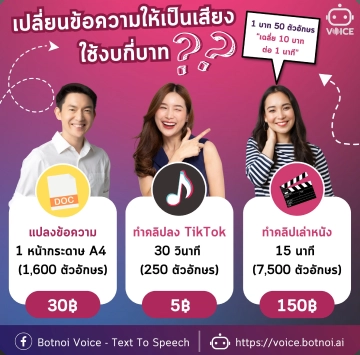 เปลี่ยนข้อความให้เป็นเสียง
ใช้งบกี่บาท
??
VOICE
1 บาท 50 ตัวอักษร
"เฉลี่ย 10 บาท
ต่อ 1 นาที"
DOC
แปลงข้อความ
1 หน้ากระดาษ A4
(1,600 ตัวอักษร)
30฿
ทำคลิปลง TikTok
30 วินาที
(250 ตัวอักษร)
5฿
ทำคลิปเล่าหนัง
15 นาที
(7,500 ตัวอักษร)
150฿
Botnoi Voice - Text To Speech
https://voice.botnoi.ai